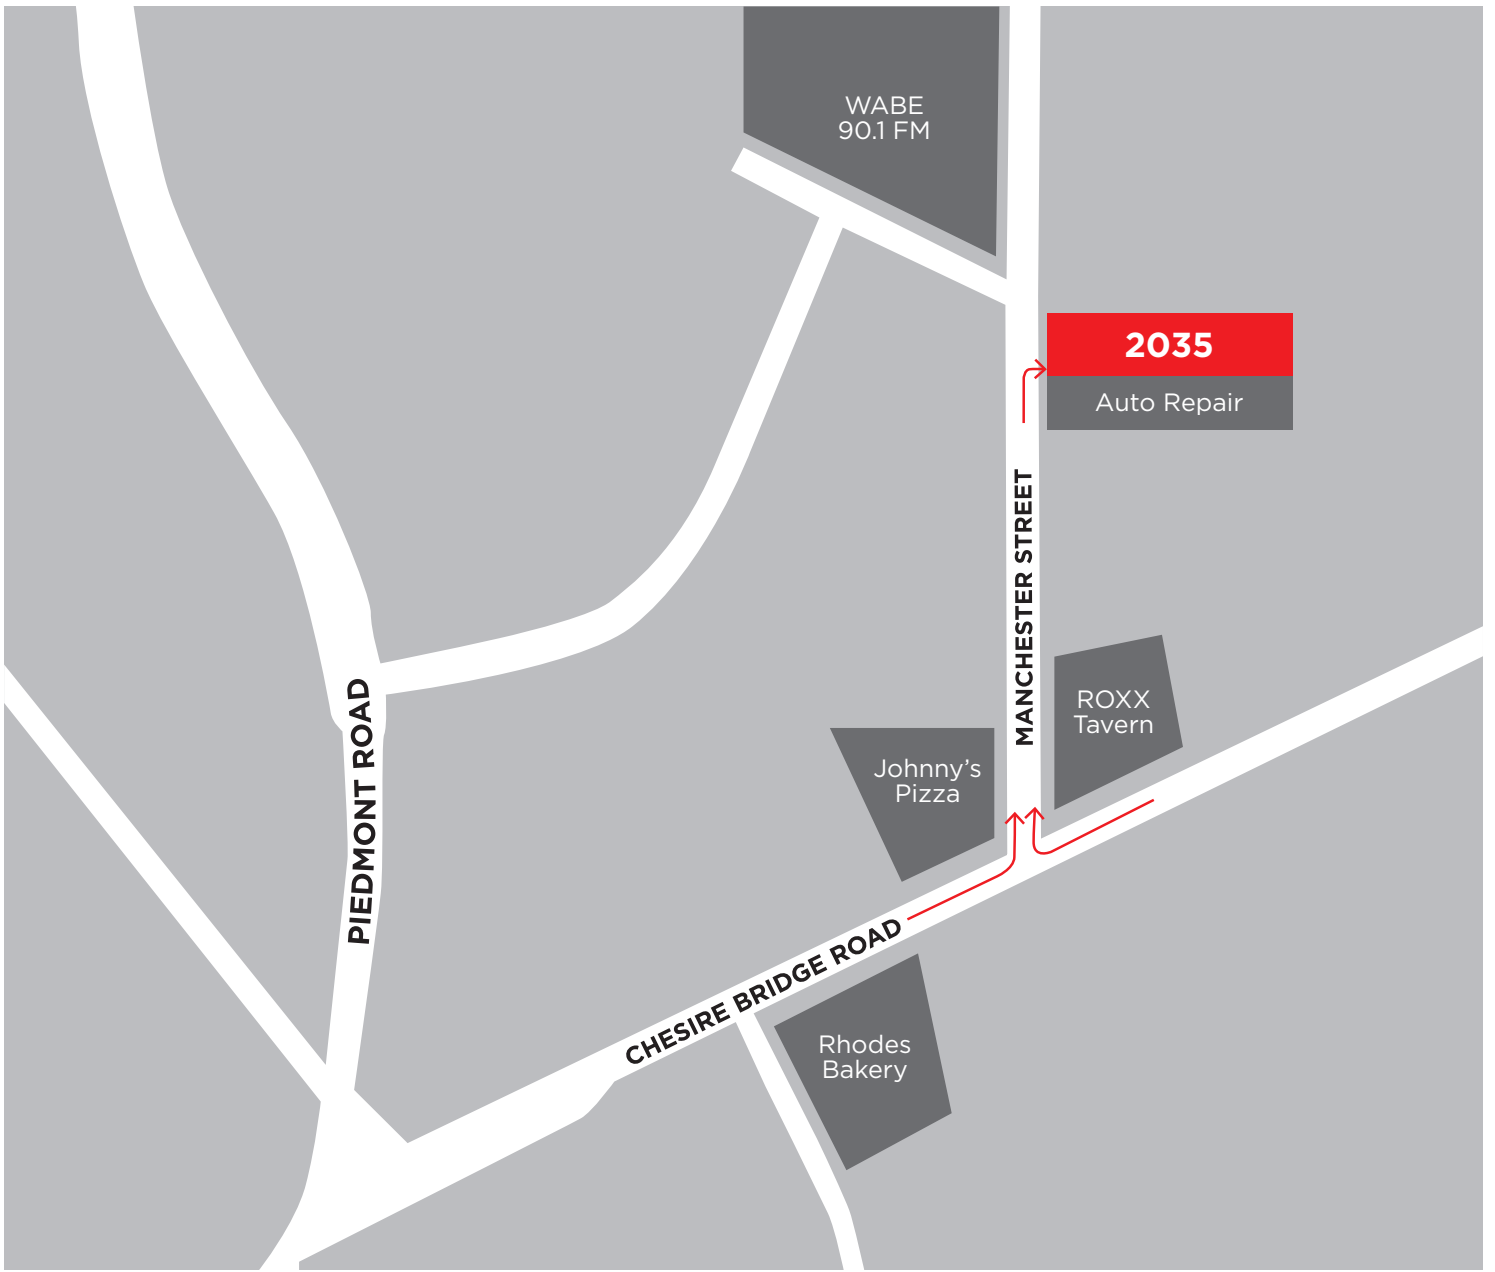 WABE
90.1 FM
2035
Auto Repair
MANCHESTER STREET
ROXX
Tavern
Johnny’s
Pizza
PIEDMONT ROAD
CHESIRE BRIDGE ROAD
Rhodes
Bakery